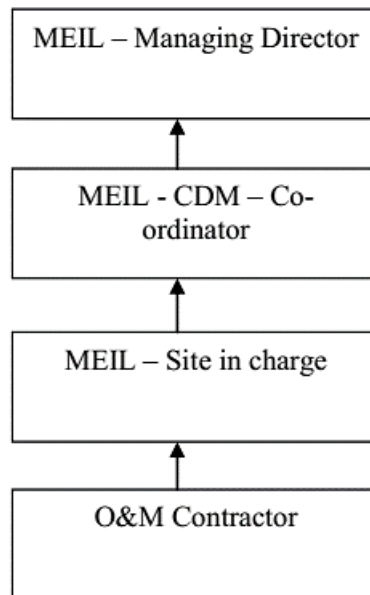 MEIL – Managing Director
MEIL - CDM – Co-
ordinator
MEIL – Site in charge
O&M Contractor